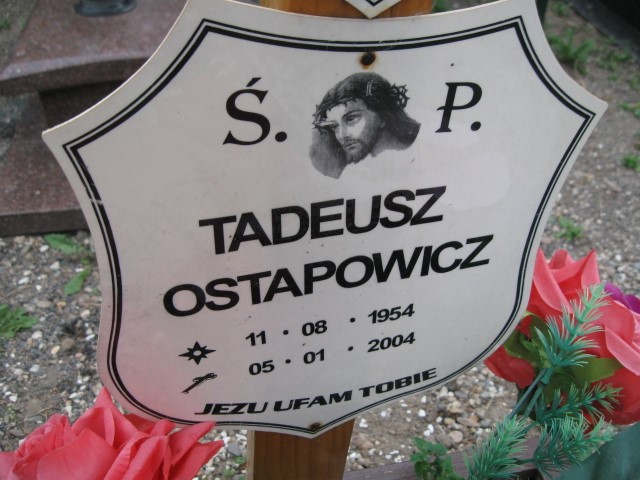 Ś. P.
TADEUSZ
OSTAPOWICZ
11 • 08 • 1954
05 • 01 • 2004
JEZU UFAM TOBIE